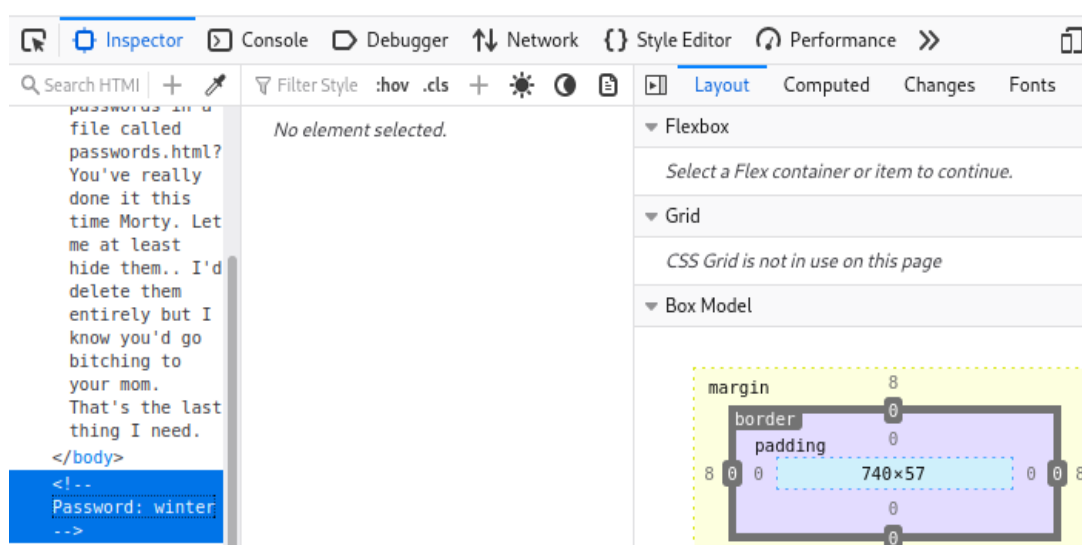 Inspector Console Debugger Network Style Editor Performance
Search HTMl Filter Style :hov .cls Layout Computed Changes Fonts
passwords in a
file called
passwords.html?
You've really
done it this
time Morty. Let
me at least
hide them.. I'd
delete them
entirely but I
know you'd go
bitching to
your mom.
That's the last
thing I need.
</body>
<!--
Password: winter
-->
No element selected.
Flexbox
Select a Flex container or item to continue.
Grid
CSS Grid is not in use on this page
Box Model
margin
8
border
0
padding
0
8 0 0 740×57 0 0 8
0
0